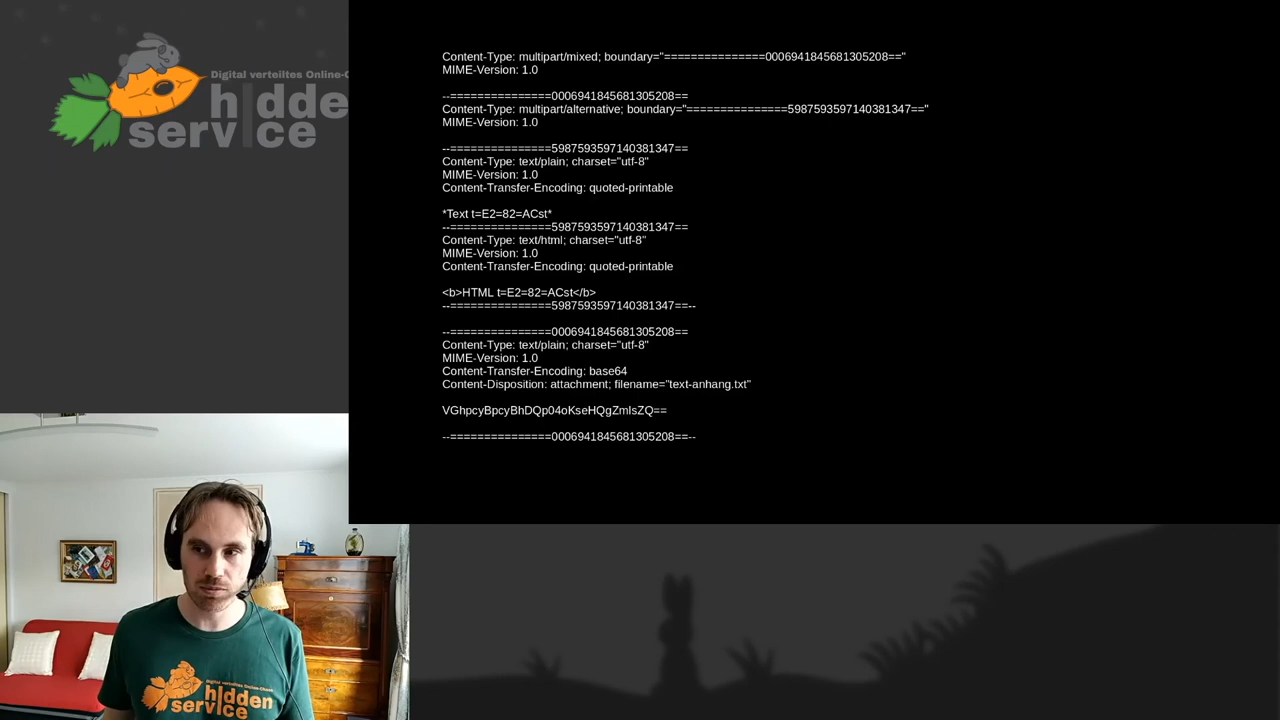 Digital verteiltes Online-C
hidde
service
Content-Type: multipart/mixed; boundary="===============0006941845681305208=="
MIME-Version: 1.0
--===============0006941845681305208==
Content-Type: multipart/alternative; boundary="===============5987593597140381347=="
MIME-Version: 1.0
--===============5987593597140381347==
Content-Type: text/plain; charset="utf-8"
MIME-Version: 1.0
Content-Transfer-Encoding: quoted-printable
*Text t=E2=82=ACst*
--===============5987593597140381347==
Content-Type: text/html; charset="utf-8"
MIME-Version: 1.0
Content-Transfer-Encoding: quoted-printable
<b>HTML t=E2=82=ACst</b>
--===============5987593597140381347==--
--===============0006941845681305208==
Content-Type: text/plain; charset="utf-8"
MIME-Version: 1.0
Content-Transfer-Encoding: base64
Content-Disposition: attachment; filename="text-anhang.txt"
VGhpcyBpcyBhDQp04oKseHQgZmlsZQ==
--===============0006941845681305208==--
Digital verteiltes Online-Chaos
hidden
service